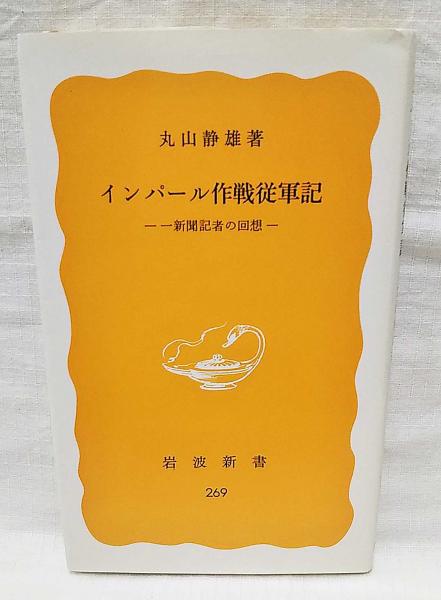 丸山静雄著
インパール作戦従軍記
— 一新聞記者の回想 —
岩波新書
269